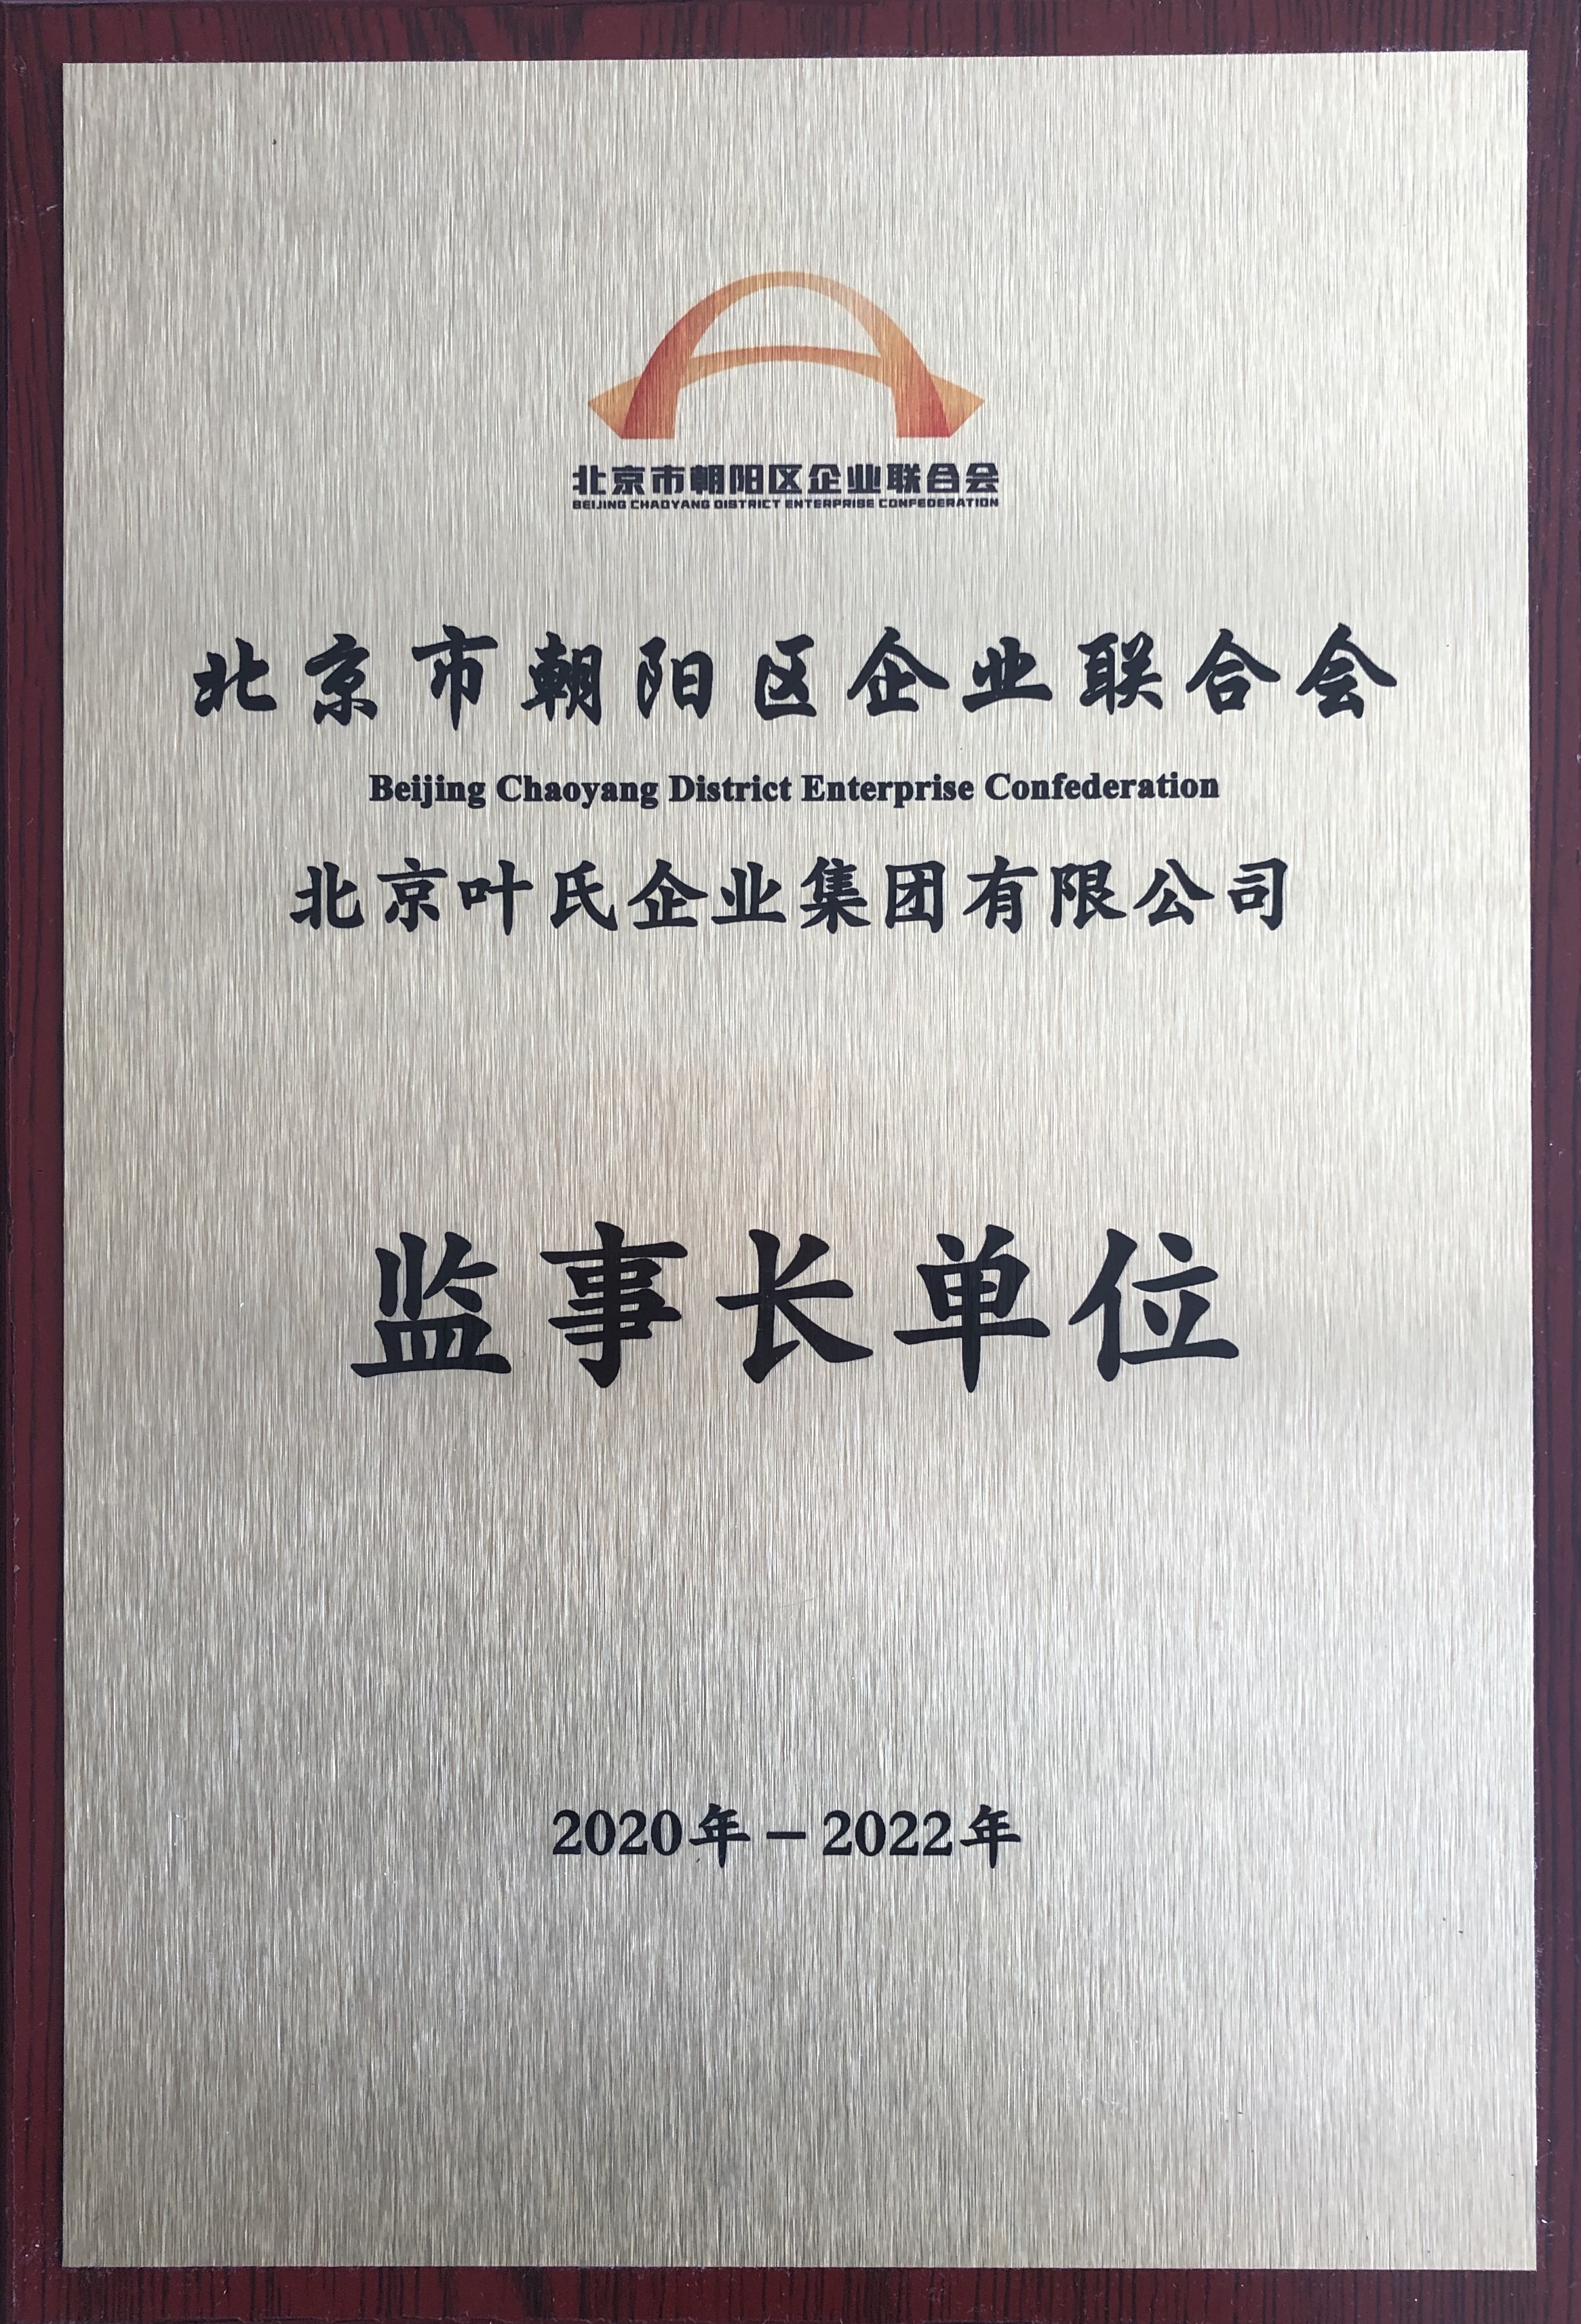 北京市朝阳区企业联合会
BEIJING CHAOYANG DISTRICT ENTERPRISE CONFEDERATION
北京市朝阳区企业联合会
Beijing Chaoyang District Enterprise Confederation
北京叶氏企业集团有限公司
监事长单位
2020年－2022年